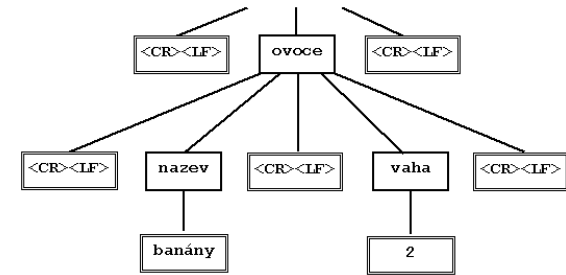 <CR><LF>
ovoce
<CR><LF>
<CR><LF>
nazev
<CR><LF>
vaha
<CR><LF>
banány
2